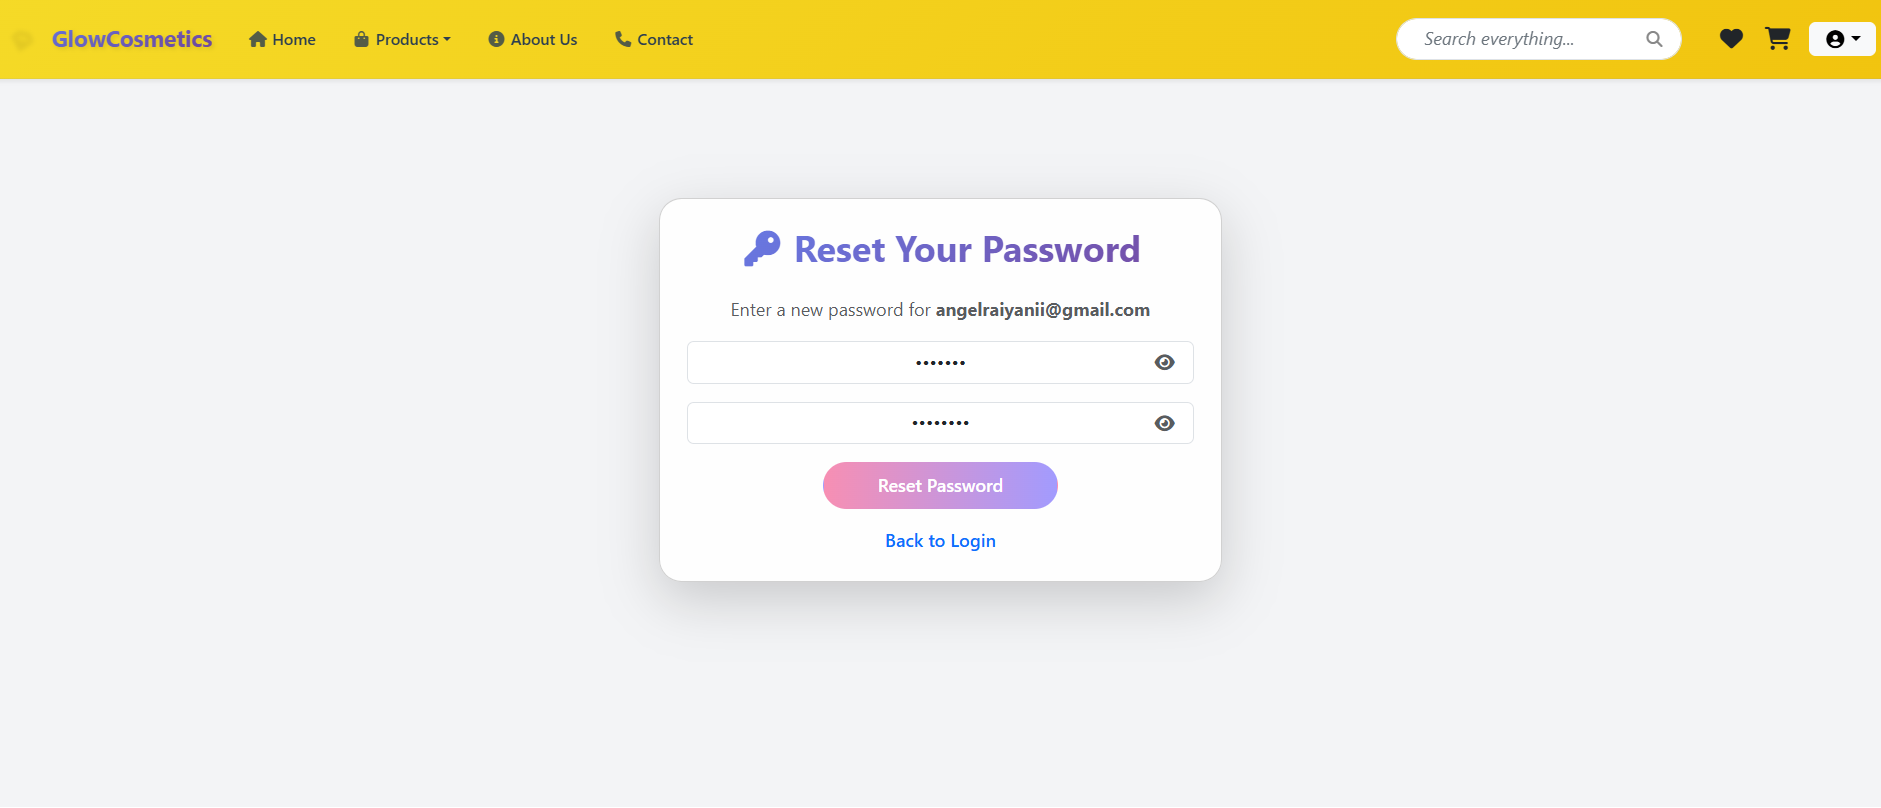 GlowCosmetics Home Products About Us Contact Search everything...
Reset Your Password
Enter a new password for angelraiyanii@gmail.com
•••••••
••••••••
Reset Password
Back to Login